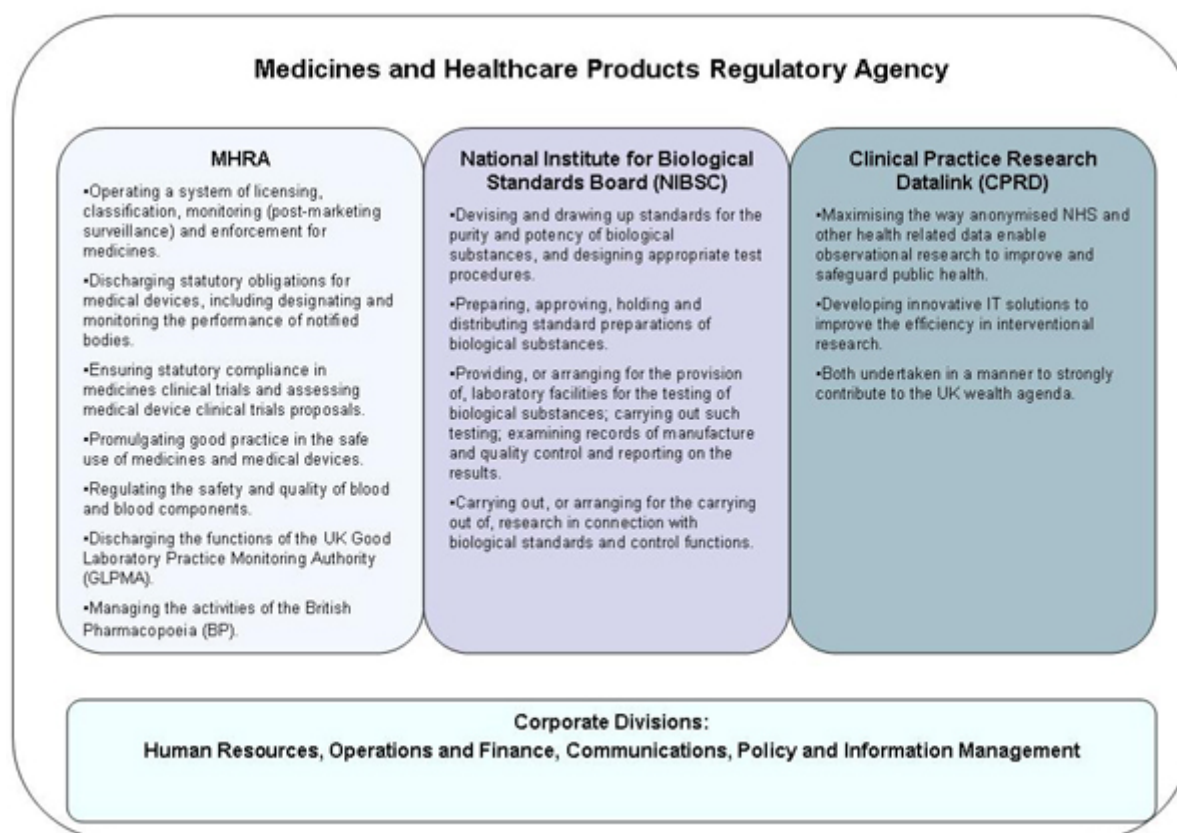 Medicines and Healthcare Products Regulatory Agency
MHRA
▪Operating a system of licensing,
classification, monitoring (post-marketing
surveillance) and enforcement for
medicines.
▪Discharging statutory obligations for
medical devices, including designating and
monitoring the performance of notified
bodies.
▪Ensuring statutory compliance in
medicines clinical trials and assessing
medical device clinical trials proposals.
▪Promulgating good practice in the safe
use of medicines and medical devices.
▪Regulating the safety and quality of blood
and blood components.
▪Discharging the functions of the UK Good
Laboratory Practice Monitoring Authority
(GLPMA).
▪Managing the activities of the British
Pharmacopoeia (BP).
National Institute for Biological
Standards Board (NIBSC)
▪Devising and drawing up standards for the
purity and potency of biological
substances, and designing appropriate test
procedures.
▪Preparing, approving, holding and
distributing standard preparations of
biological substances.
▪Providing, or arranging for the provision
of, laboratory facilities for the testing of
biological substances; carrying out such
testing; examining records of manufacture
and quality control and reporting on the
results.
▪Carrying out, or arranging for the carrying
out of, research in connection with
biological standards and control functions.
Clinical Practice Research
Datalink (CPRD)
▪Maximising the way anonymised NHS and
other health related data enable
observational research to improve and
safeguard public health.
▪Developing innovative IT solutions to
improve the efficiency in interventional
research.
▪Both undertaken in a manner to strongly
contribute to the UK wealth agenda.
Corporate Divisions:
Human Resources, Operations and Finance, Communications, Policy and Information Management